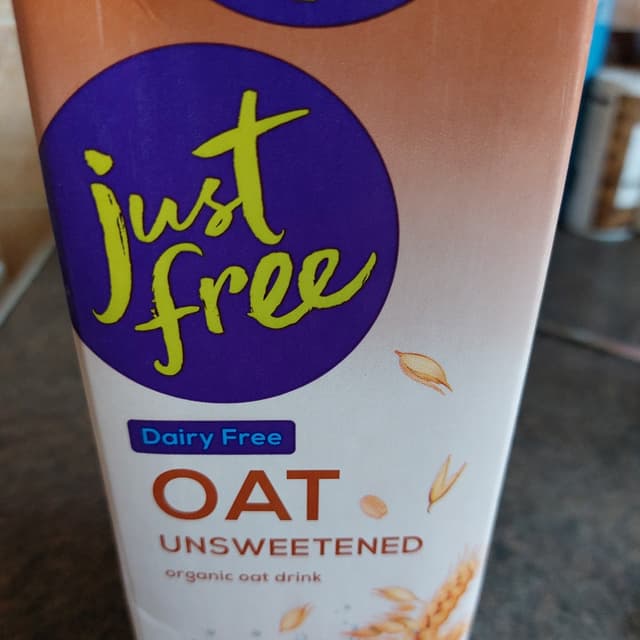 just
free
Dairy Free
OAT
UNSWEETENED
organic oat drink